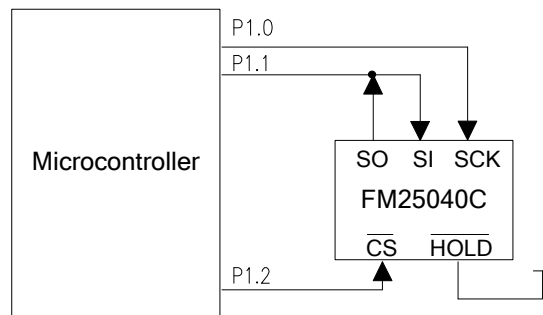 P1.0
P1.1
Microcontroller
SO SI SCK
FM25040C
CS HOLD
P1.2